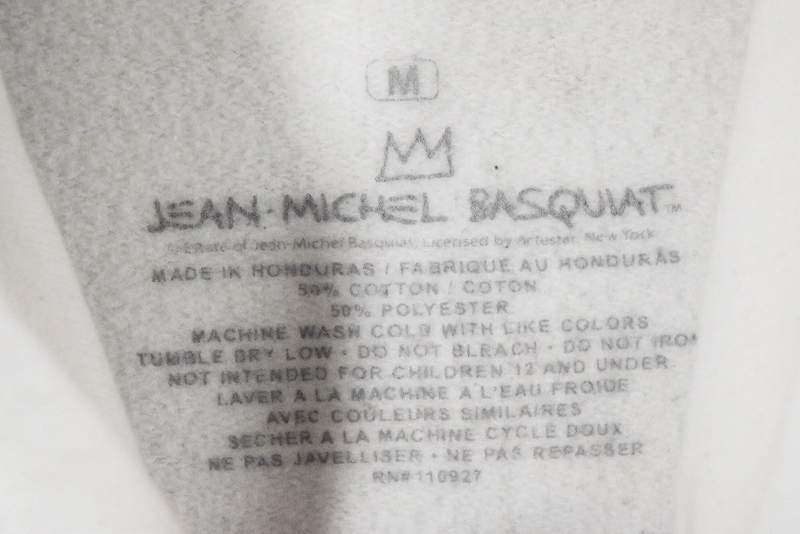 M
JEAN-MICHEL BASQUIAT™
© Estate of Jean-Michel Basquiat. Licensed by Artestar, New York
MADE IN HONDURAS / FABRIQUÉ AU HONDURAS
50% COTTON / COTON
50% POLYESTER
MACHINE WASH COLD WITH LIKE COLORS
TUMBLE DRY LOW • DO NOT BLEACH • DO NOT IRON
NOT INTENDED FOR CHILDREN 12 AND UNDER
LAVER A LA MACHINE A L'EAU FROIDE
AVEC COULEURS SIMILAIRES
SECHER A LA MACHINE CYCLE DOUX
NE PAS JAVELLISER • NE PAS REPASSER
RN# 110927